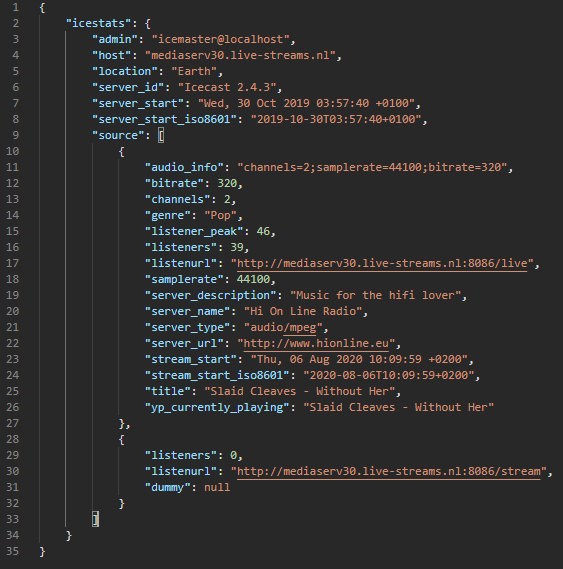 1 {
2 "icestats": {
3 "admin": "icemaster@localhost",
4 "host": "mediaserv30.live-streams.nl",
5 "location": "Earth",
6 "server_id": "Icecast 2.4.3",
7 "server_start": "Wed, 30 Oct 2019 03:57:40 +0100",
8 "server_start_iso8601": "2019-10-30T03:57:40+0100",
9 "source": [
10 {
11 "audio_info": "channels=2;samplerate=44100;bitrate=320",
12 "bitrate": 320,
13 "channels": 2,
14 "genre": "Pop",
15 "listener_peak": 46,
16 "listeners": 39,
17 "listenurl": "http://mediaserv30.live-streams.nl:8086/live",
18 "samplerate": 44100,
19 "server_description": "Music for the hifi lover",
20 "server_name": "Hi On Line Radio",
21 "server_type": "audio/mpeg",
22 "server_url": "http://www.hionline.eu",
23 "stream_start": "Thu, 06 Aug 2020 10:09:59 +0200",
24 "stream_start_iso8601": "2020-08-06T10:09:59+0200",
25 "title": "Slaid Cleaves - Without Her",
26 "yp_currently_playing": "Slaid Cleaves - Without Her"
27 },
28 {
29 "listeners": 0,
30 "listenurl": "http://mediaserv30.live-streams.nl:8086/stream",
31 "dummy": null
32 }
33 ]
34 }
35 }